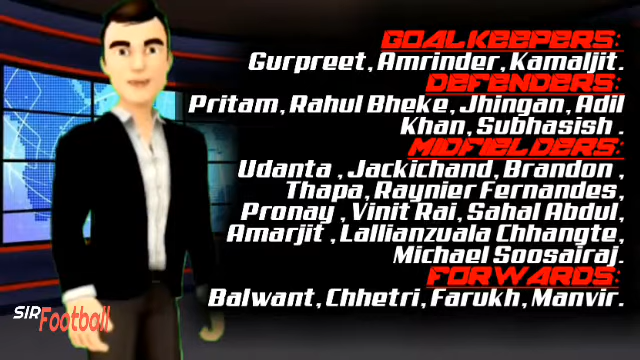 GOALKEEPERS:
Gurpreet, Amrinder, Kamaljit.
DEFENDERS:
Pritam, Rahul Bheke, Jhingan, Adil
Khan, Subhasish .
MIDFIELDERS:
Udanta , Jackichand, Brandon ,
Thapa, Raynier Fernandes,
Pronay , Vinit Rai, Sahal Abdul,
Amarjit , Lallianzuala Chhangte,
Michael Soosairaj.
FORWARDS:
Balwant, Chhetri, Farukh, Manvir.
SIR Football